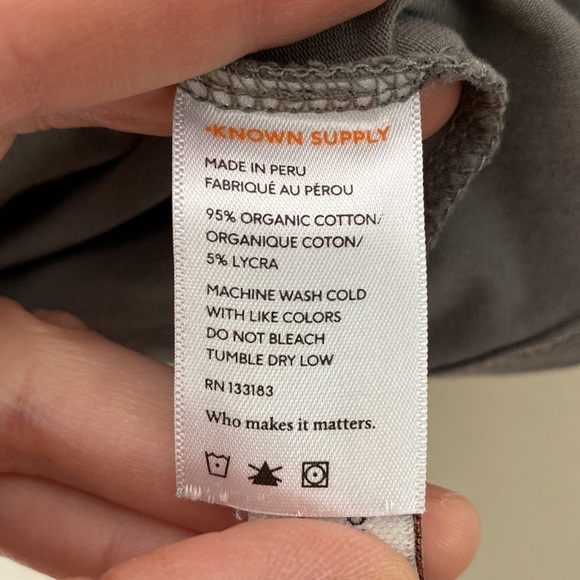 KNOWN SUPPLY
MADE IN PERU
FABRIQUÉ AU PÉROU
95% ORGANIC COTTON/
ORGANIQUE COTON/
5% LYCRA
MACHINE WASH COLD
WITH LIKE COLORS
DO NOT BLEACH
TUMBLE DRY LOW
RN 133183
Who makes it matters.